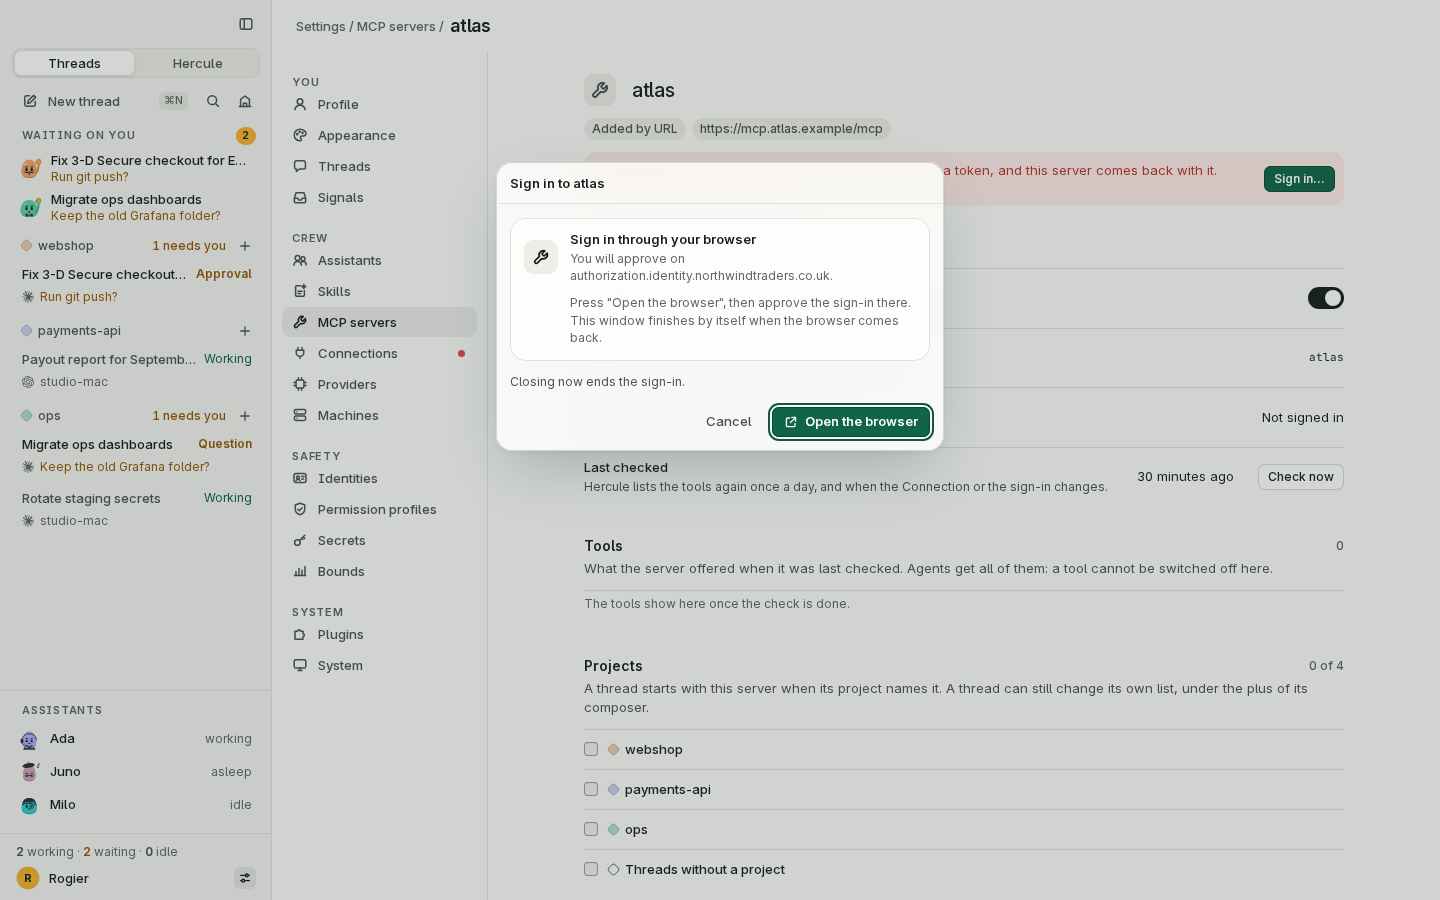 Threads
Hercule
New thread
⌘N
WAITING ON YOU
2
Fix 3-D Secure checkout for E...
Run git push?
Migrate ops dashboards
Keep the old Grafana folder?
webshop
1 needs you
Fix 3-D Secure checkout...
Approval
Run git push?
payments-api
Payout report for Septemb...
Working
studio-mac
ops
1 needs you
Migrate ops dashboards
Question
Keep the old Grafana folder?
Rotate staging secrets
Working
studio-mac
ASSISTANTS
Ada
working
Juno
asleep
Milo
idle
2 working · 2 waiting · 0 idle
R
Rogier
Settings / MCP servers / atlas
YOU
Profile
Appearance
Threads
Signals
CREW
Assistants
Skills
MCP servers
Connections
Providers
Machines
SAFETY
Identities
Permission profiles
Secrets
Bounds
SYSTEM
Plugins
System
atlas
Added by URL
https://mcp.atlas.example/mcp
a token, and this server comes back with it.
Sign in...
Sign in to atlas
Sign in through your browser
You will approve on
authorization.identity.northwindtraders.co.uk.
Press "Open the browser", then approve the sign-in there.
This window finishes by itself when the browser comes
back.
Closing now ends the sign-in.
Cancel
Open the browser
atlas
Not signed in
Last checked
Hercule lists the tools again once a day, and when the Connection or the sign-in changes.
30 minutes ago
Check now
Tools
0
What the server offered when it was last checked. Agents get all of them: a tool cannot be switched off here.
The tools show here once the check is done.
Projects
0 of 4
A thread starts with this server when its project names it. A thread can still change its own list, under the plus of its
composer.
webshop
payments-api
ops
Threads without a project